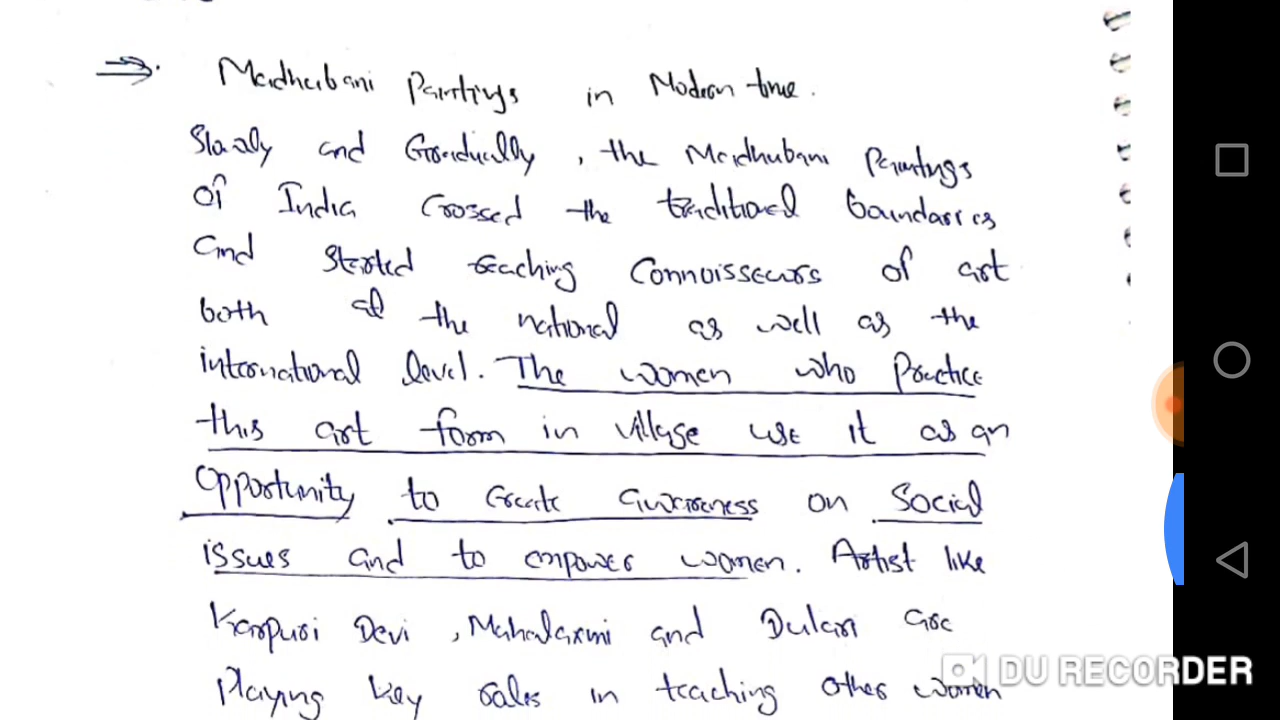 ⇒ Madhubani Paintings in Modern time.
Slowly and Gradually, the Madhubani Paintings
Of India Crossed the traditional boundaries
and started reaching Connoisseurs of art
both at the national as well as the
international level. The women who Practice
this art form in village use it as an
Opportunity to Create awareness on Social
issues and to empower women. Artist like
Karpuri Devi, Mahalaxmi and Dulari are
Playing key roles in teaching other women
DU RECORDER